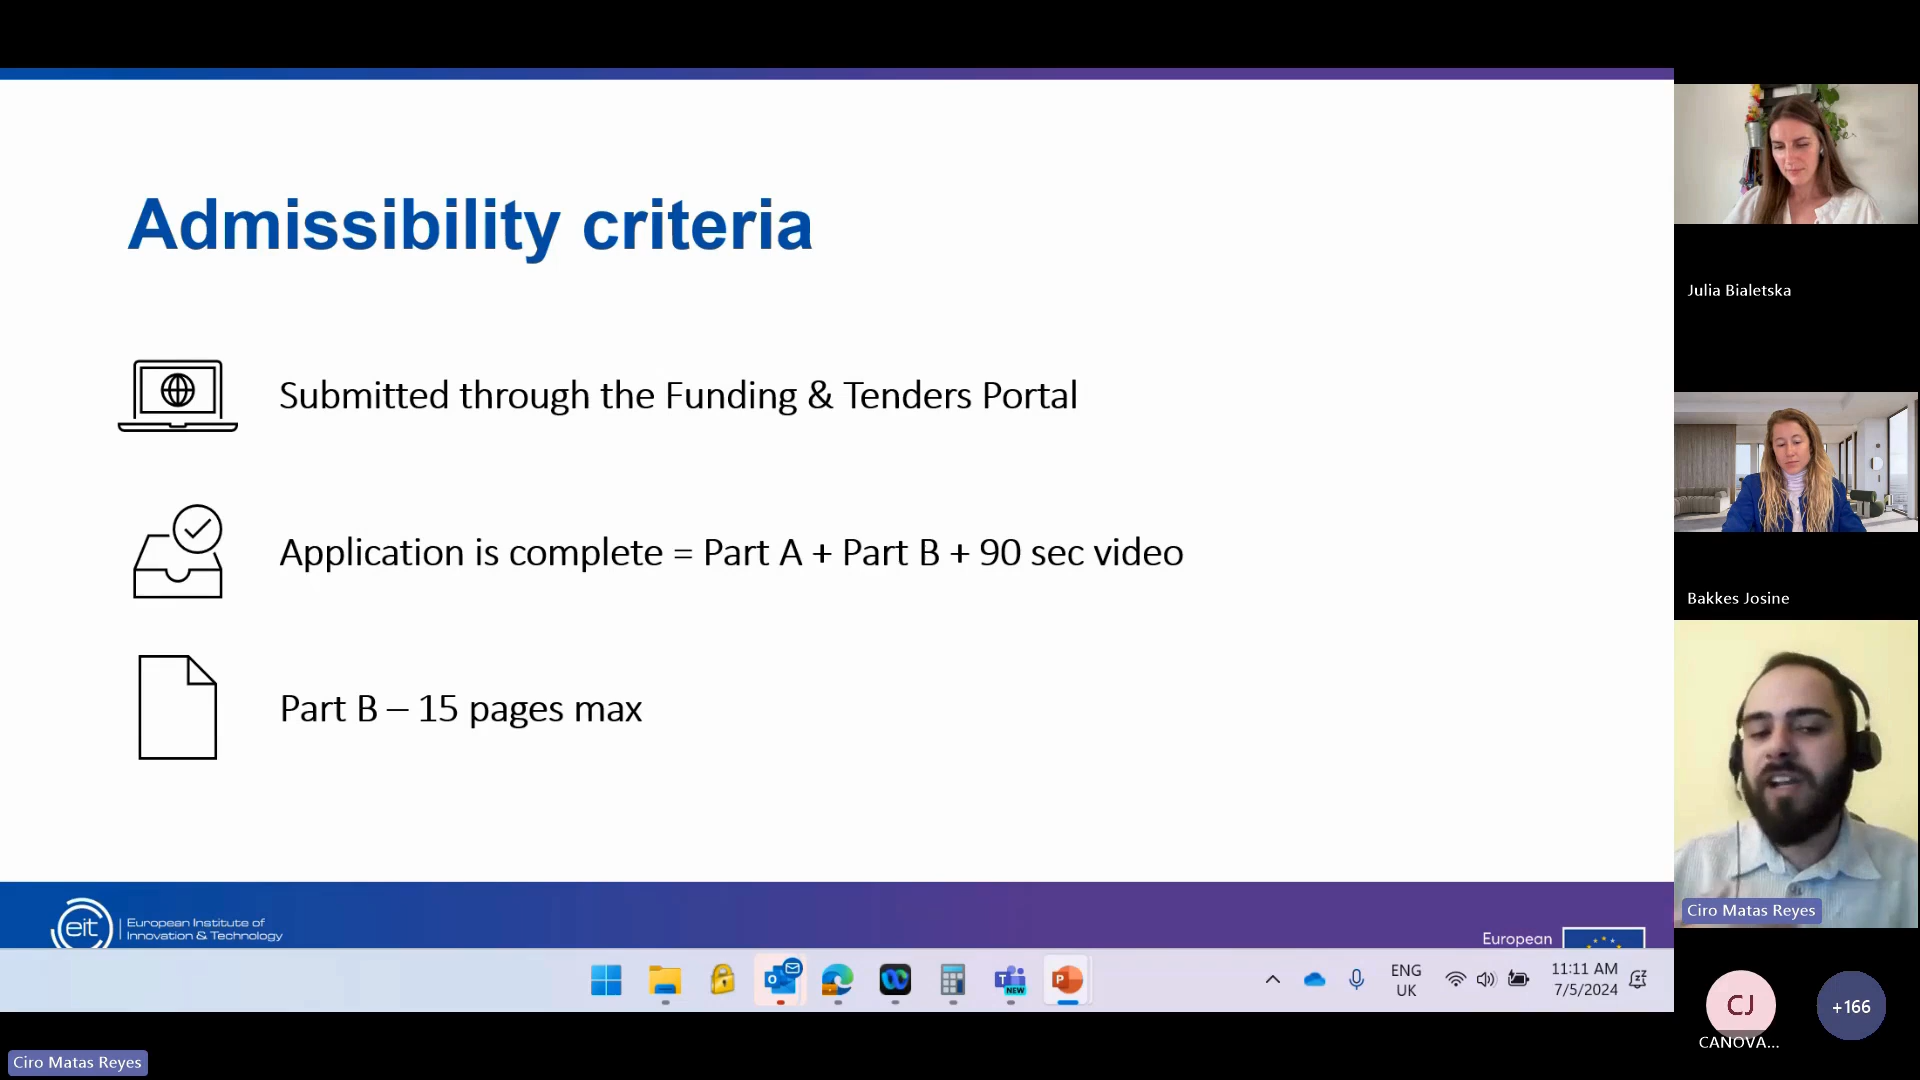 Admissibility criteria
Submitted through the Funding & Tenders Portal
Application is complete = Part A + Part B + 90 sec video
Part B – 15 pages max
eit
European Institute of
Innovation & Technology
European
NEW
ENG
UK
11:11 AM
7/5/2024
Julia Bialetska
Bakkes Josine
Ciro Matas Reyes
CJ
CANOVA...
+166
Ciro Matas Reyes